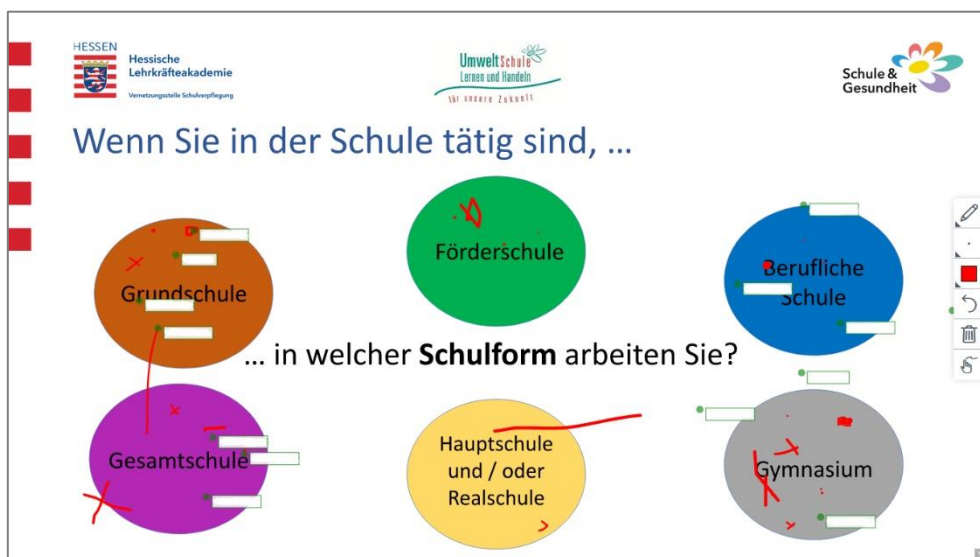 HESSEN
Hessische
Lehrkräfteakademie
Vernetzungsstelle Schulverpflegung
UmweltSchule
Lernen und Handeln
für unsere Zukunft
Schule &
Gesundheit
Wenn Sie in der Schule tätig sind, ...
Grundschule
Förderschule
Berufliche
Schule
... in welcher Schulform arbeiten Sie?
Gesamtschule
Hauptschule
und / oder
Realschule
Gymnasium